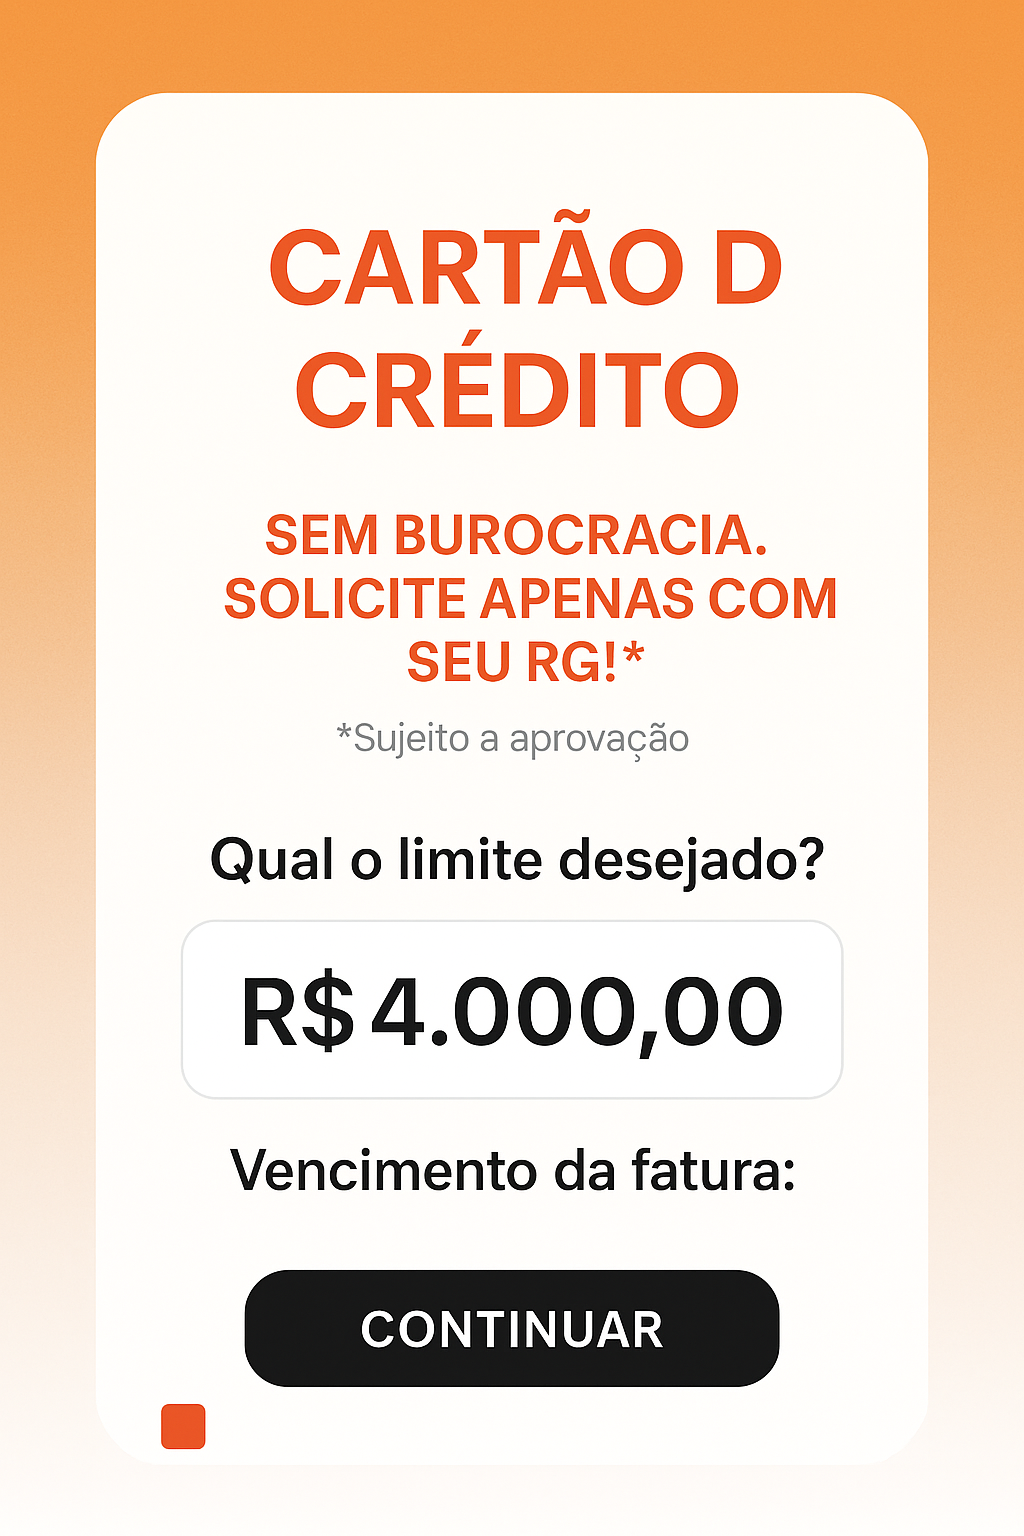 CARTÃO D
CRÉDITO
SEM BUROCRACIA.
SOLICITE APENAS COM
SEU RG!*
*Sujeito a aprovação
Qual o limite desejado?
R$ 4.000,00
Vencimento da fatura:
CONTINUAR